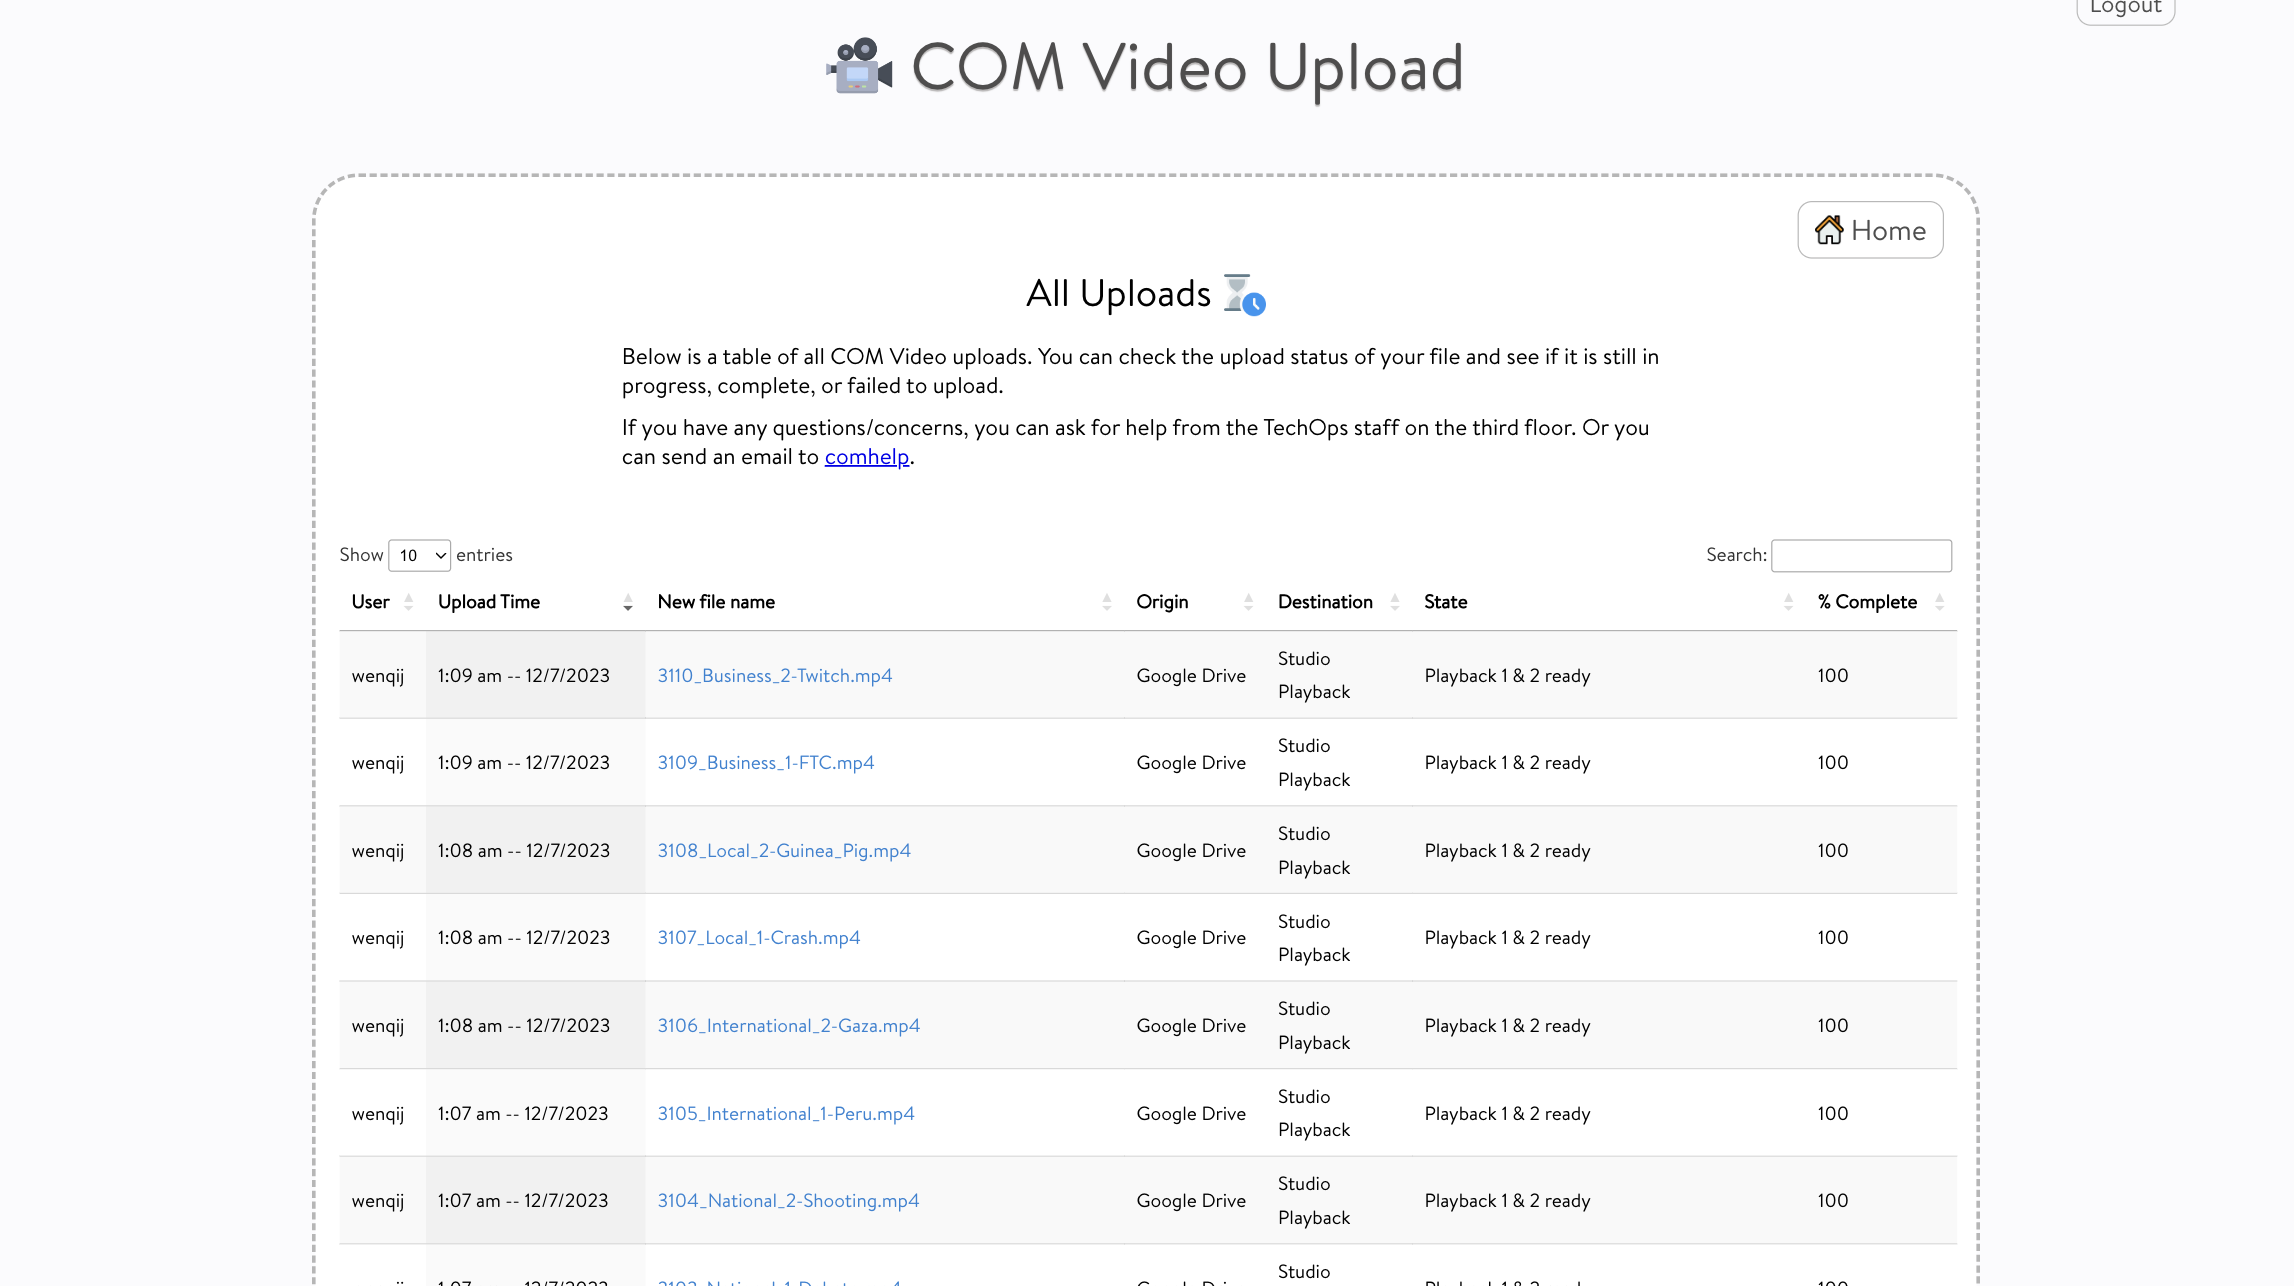 Logout
COM Video Upload
Home
All Uploads
Below is a table of all COM Video uploads. You can check the upload status of your file and see if it is still in
progress, complete, or failed to upload.
If you have any questions/concerns, you can ask for help from the TechOps staff on the third floor. Or you
can send an email to comhelp.
Show 10 entries Search:
User Upload Time New file name Origin Destination State % Complete
wenqij 1:09 am -- 12/7/2023 3110_Business_2-Twitch.mp4 Google Drive Studio Playback Playback 1 & 2 ready 100
wenqij 1:09 am -- 12/7/2023 3109_Business_1-FTC.mp4 Google Drive Studio Playback Playback 1 & 2 ready 100
wenqij 1:08 am -- 12/7/2023 3108_Local_2-Guinea_Pig.mp4 Google Drive Studio Playback Playback 1 & 2 ready 100
wenqij 1:08 am -- 12/7/2023 3107_Local_1-Crash.mp4 Google Drive Studio Playback Playback 1 & 2 ready 100
wenqij 1:08 am -- 12/7/2023 3106_International_2-Gaza.mp4 Google Drive Studio Playback Playback 1 & 2 ready 100
wenqij 1:07 am -- 12/7/2023 3105_International_1-Peru.mp4 Google Drive Studio Playback Playback 1 & 2 ready 100
wenqij 1:07 am -- 12/7/2023 3104_National_2-Shooting.mp4 Google Drive Studio Playback Playback 1 & 2 ready 100
Studio